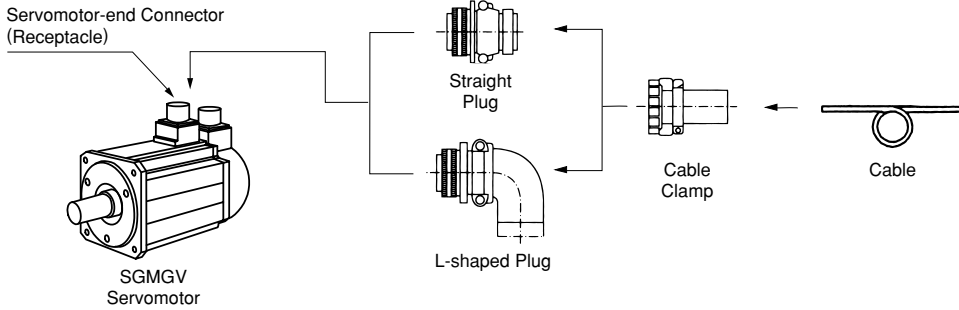 Servomotor-end Connector
(Receptacle)
Straight
Plug
Cable
Clamp
Cable
L-shaped Plug
SGMGV
Servomotor